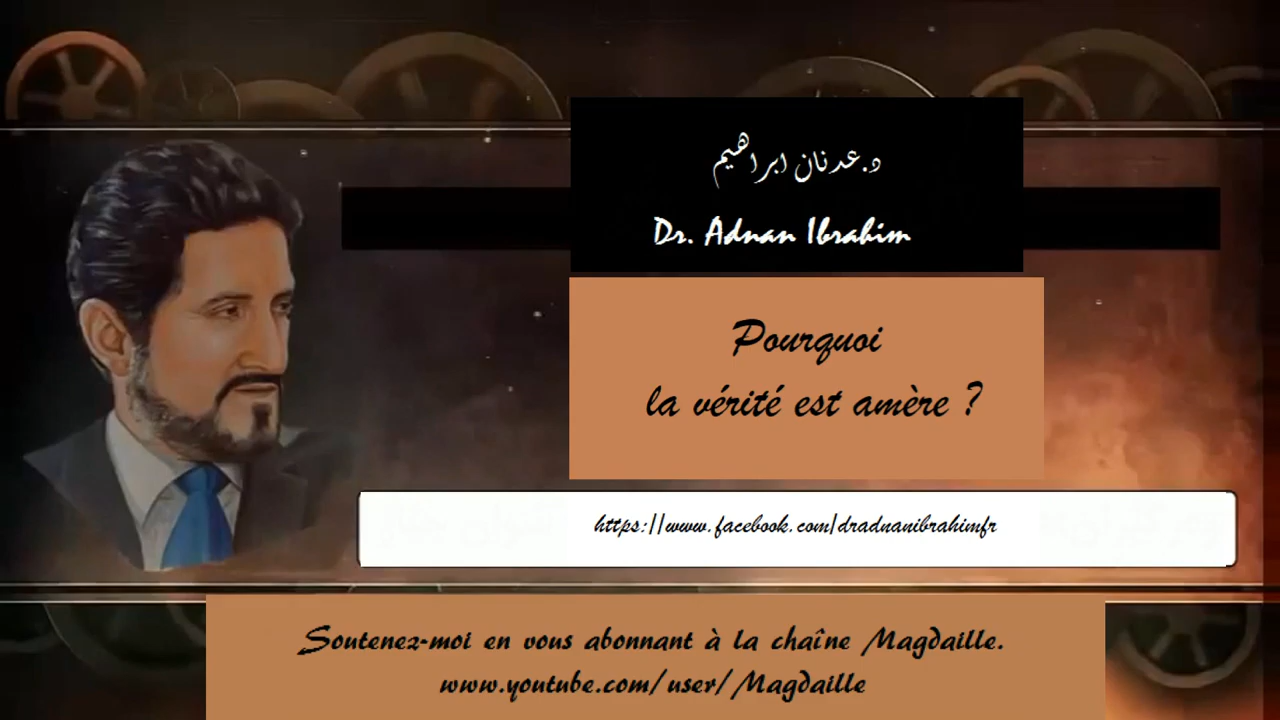 د.عدنان ابراهيم
Dr. Adnan Ibrahim
Pourquoi
la vérité est amère ?
https://www.facebook.com/dradnanibrahimfr
Soutenez-moi en vous abonnant à la chaîne Magdaille.
www.youtube.com/user/Magdaille